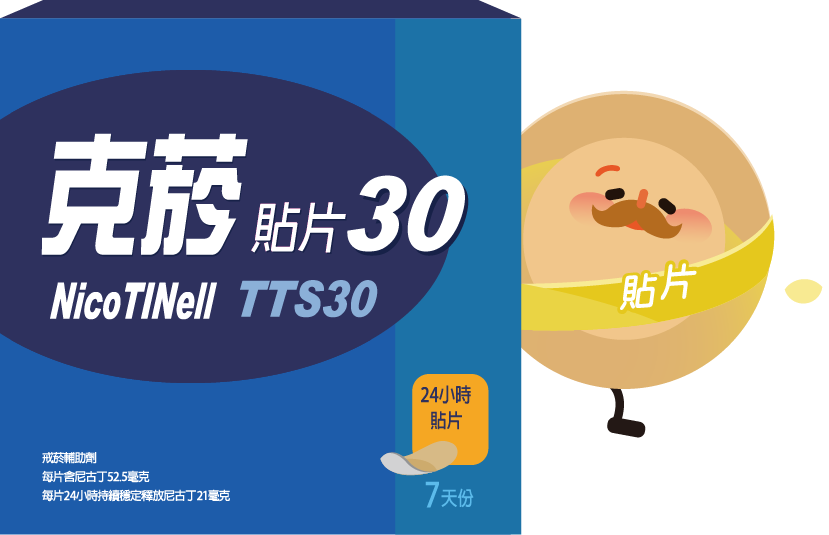 克菸 貼片30
NicoTINell TTS30
貼片
24小時
貼片
7天份
戒菸輔助劑
每片含尼古丁52.5毫克
每片24小時持續穩定釋放尼古丁21毫克